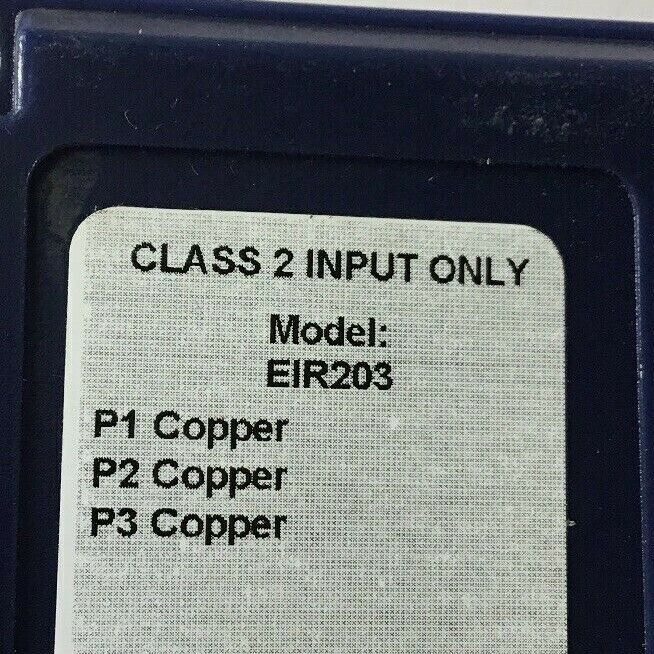 CLASS 2 INPUT ONLY
Model:
EIR203
P1 Copper
P2 Copper
P3 Copper